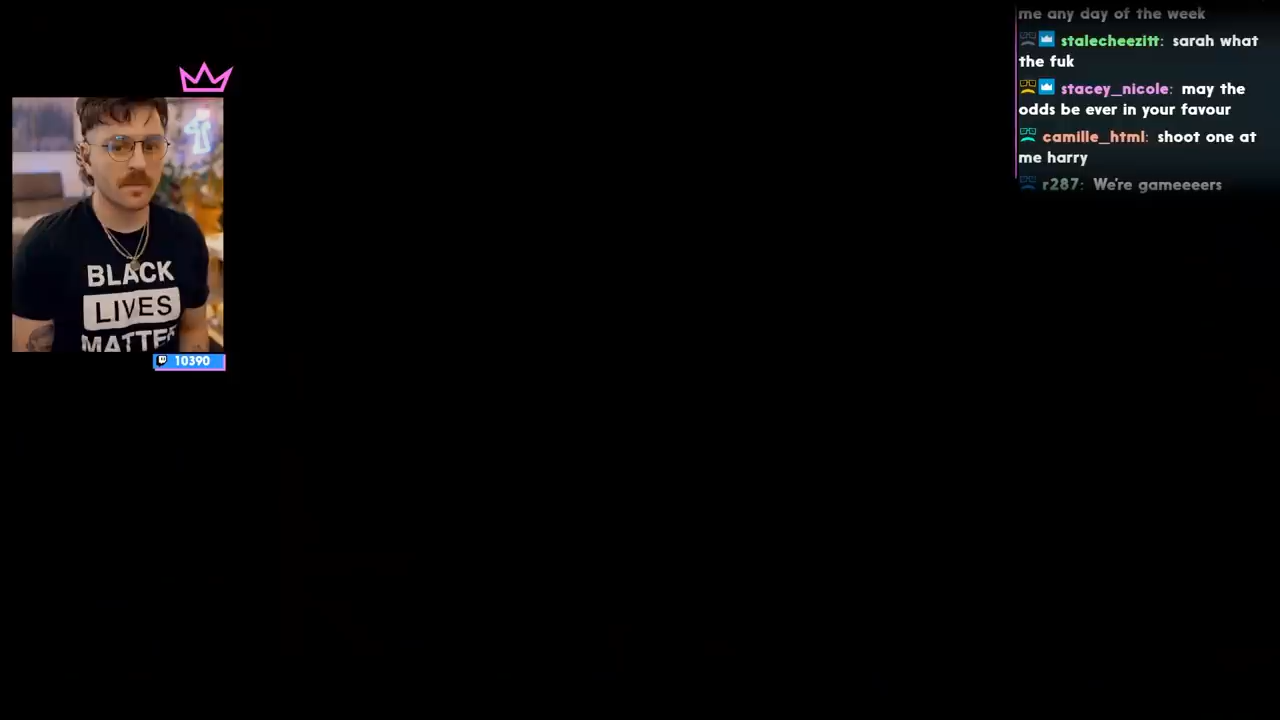 me any day of the week
stalecheezitt: sarah what
the fuk
stacey_nicole: may the
odds be ever in your favour
camille_html: shoot one at
me harry
r287: We're gameeeers
BLACK
LIVES
MATTER
10390